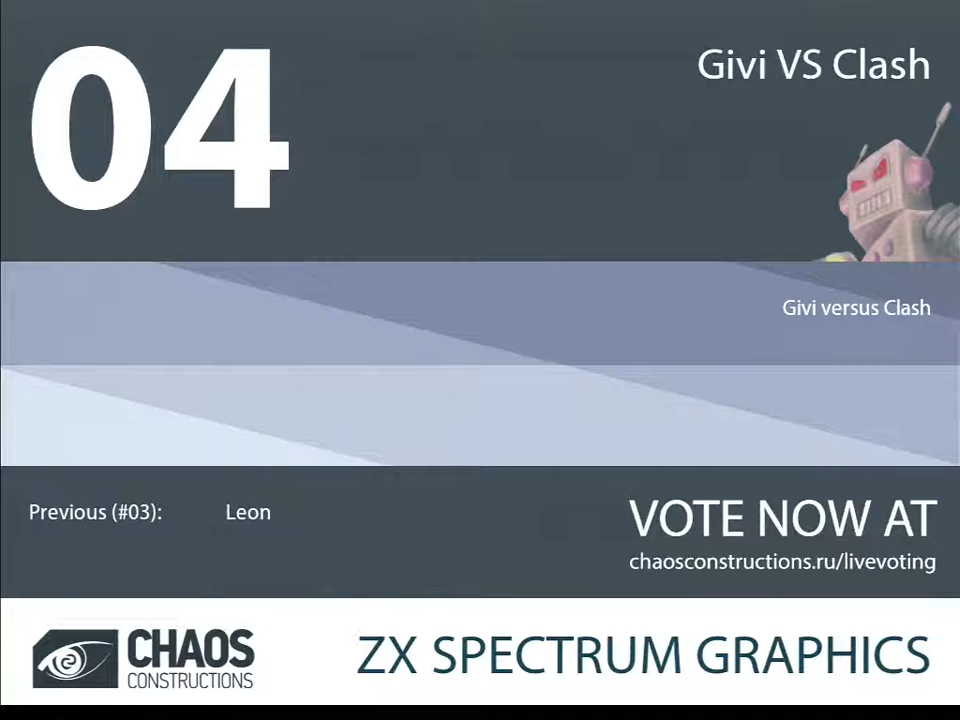 04
Givi VS Clash
Givi versus Clash
Previous (#03): Leon
VOTE NOW AT
chaosconstructions.ru/livevoting
CHAOS
CONSTRUCTIONS
ZX SPECTRUM GRAPHICS